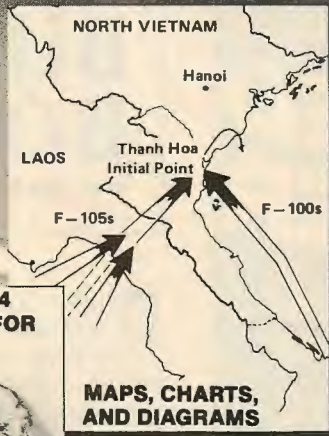 NORTH VIETNAM
Hanoi
Thanh Hoa
Initial Point
LAOS
F-105s
F-100s
4
FOR
MAPS, CHARTS,
AND DIAGRAMS